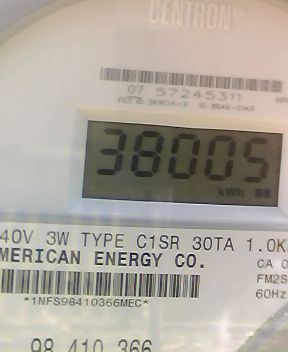 CENTRON®
07 57245311
38005
kWh
40V 3W TYPE C1SR 30TA 1.0K
MERICAN ENERGY CO.
CA 0
FM2S
60Hz
*1NFS98410366MEC*
98 410 366